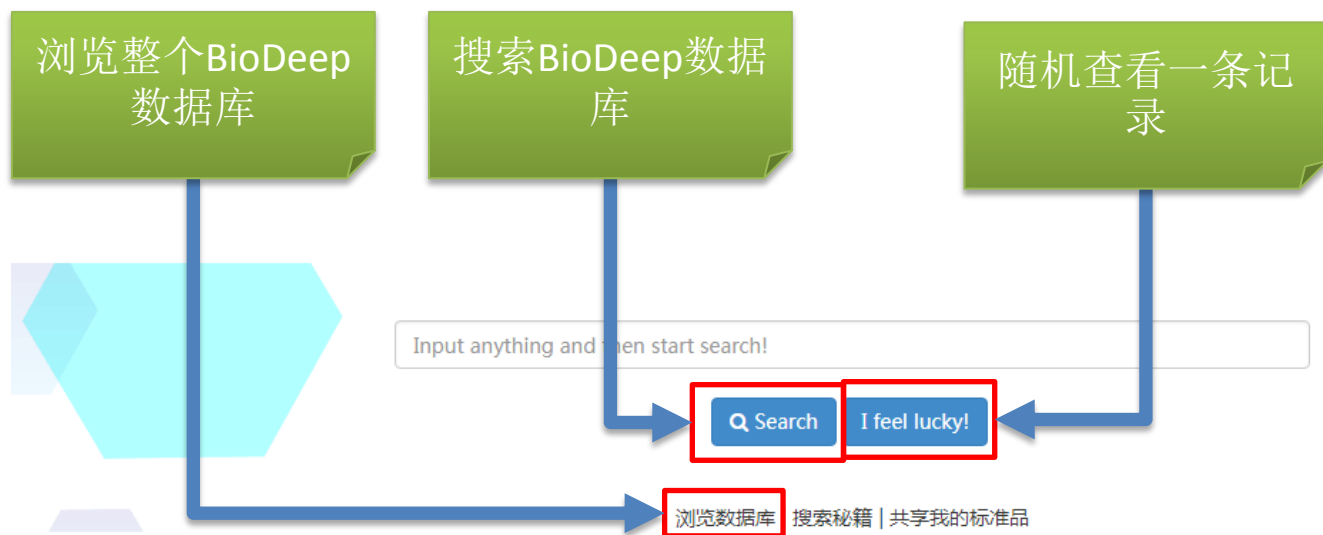 浏览整个BioDeep
数据库
搜索BioDeep数据
库
随机查看一条记
录
Input anything and then start search!
Search
I feel lucky!
浏览数据库 搜索秘籍 | 共享我的标准品